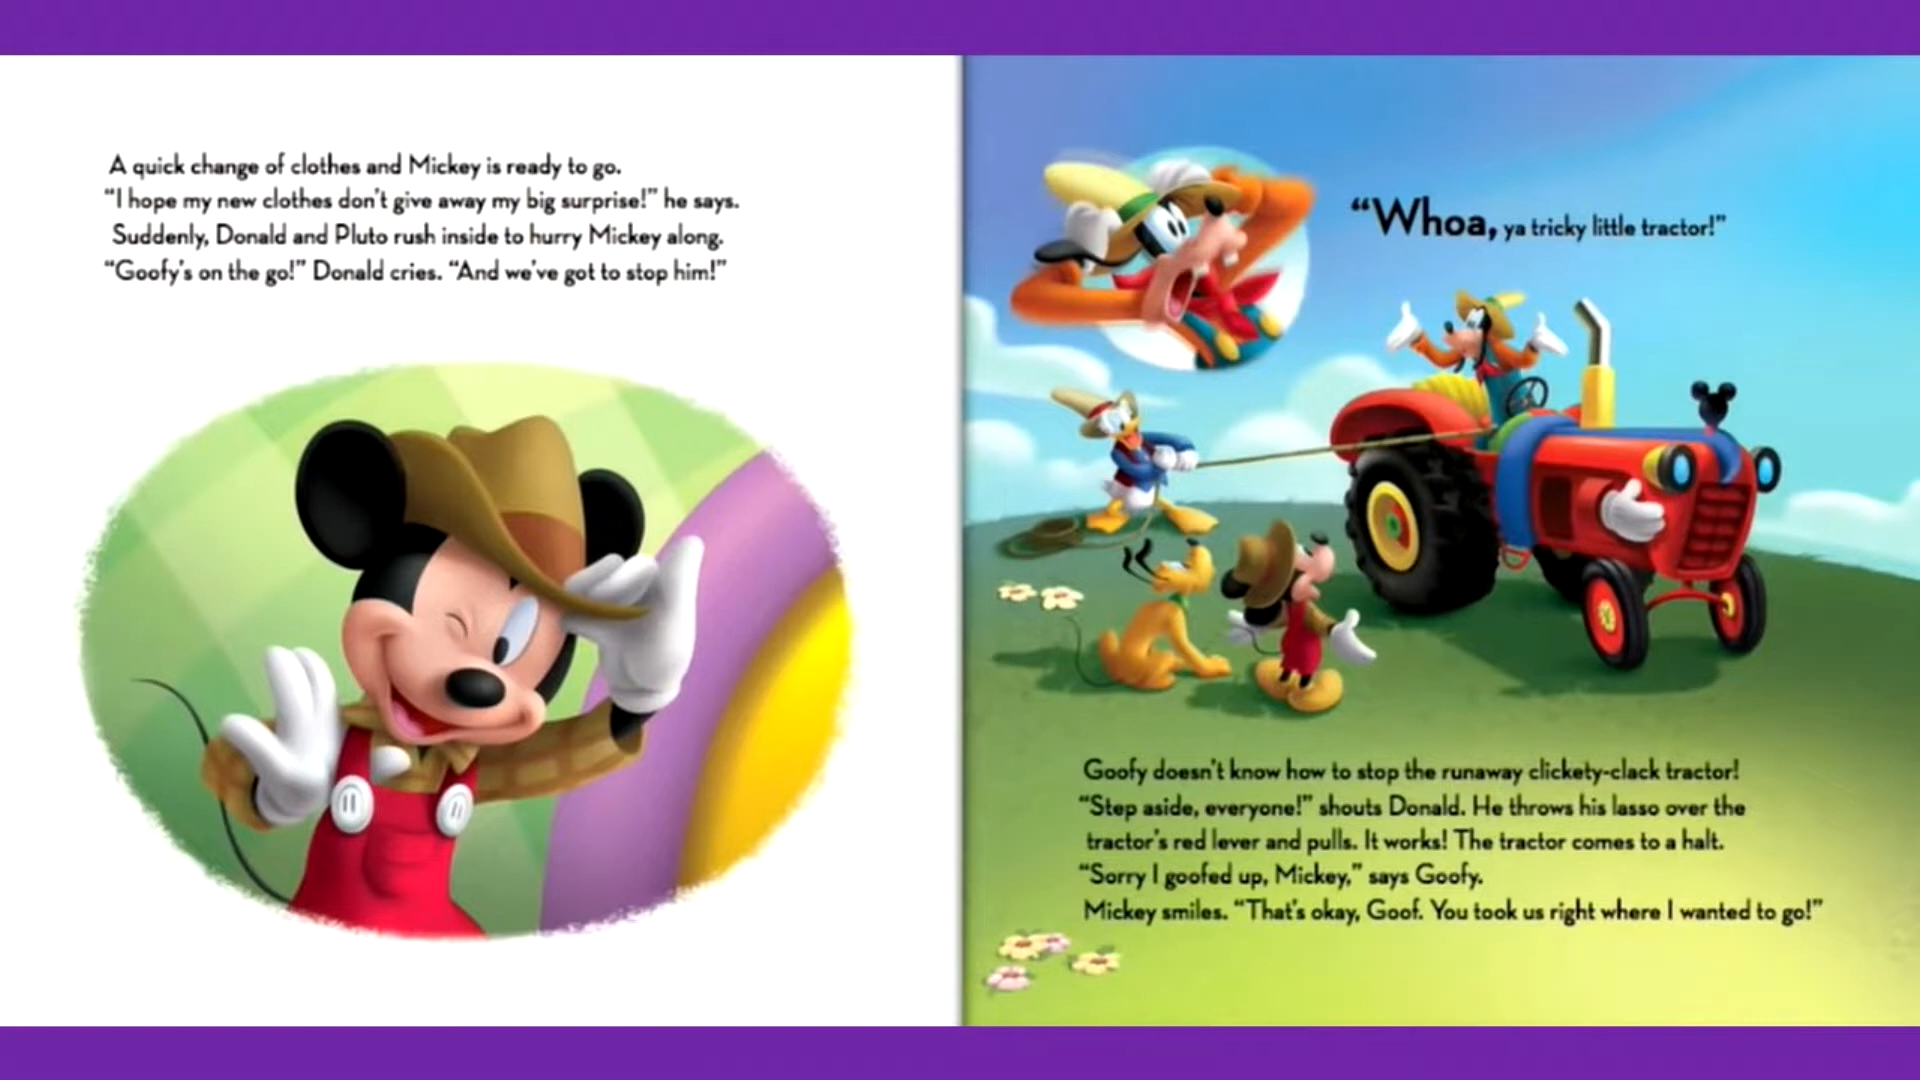 A quick change of clothes and Mickey is ready to go.
“I hope my new clothes don’t give away my big surprise!” he says.
Suddenly, Donald and Pluto rush inside to hurry Mickey along.
“Goofy’s on the go!” Donald cries. “And we’ve got to stop him!”
“Whoa, ya tricky little tractor!”
Goofy doesn’t know how to stop the runaway clickety-clack tractor!
“Step aside, everyone!” shouts Donald. He throws his lasso over the
tractor’s red lever and pulls. It works! The tractor comes to a halt.
“Sorry I goofed up, Mickey,” says Goofy.
Mickey smiles. “That’s okay, Goof. You took us right where I wanted to go!”